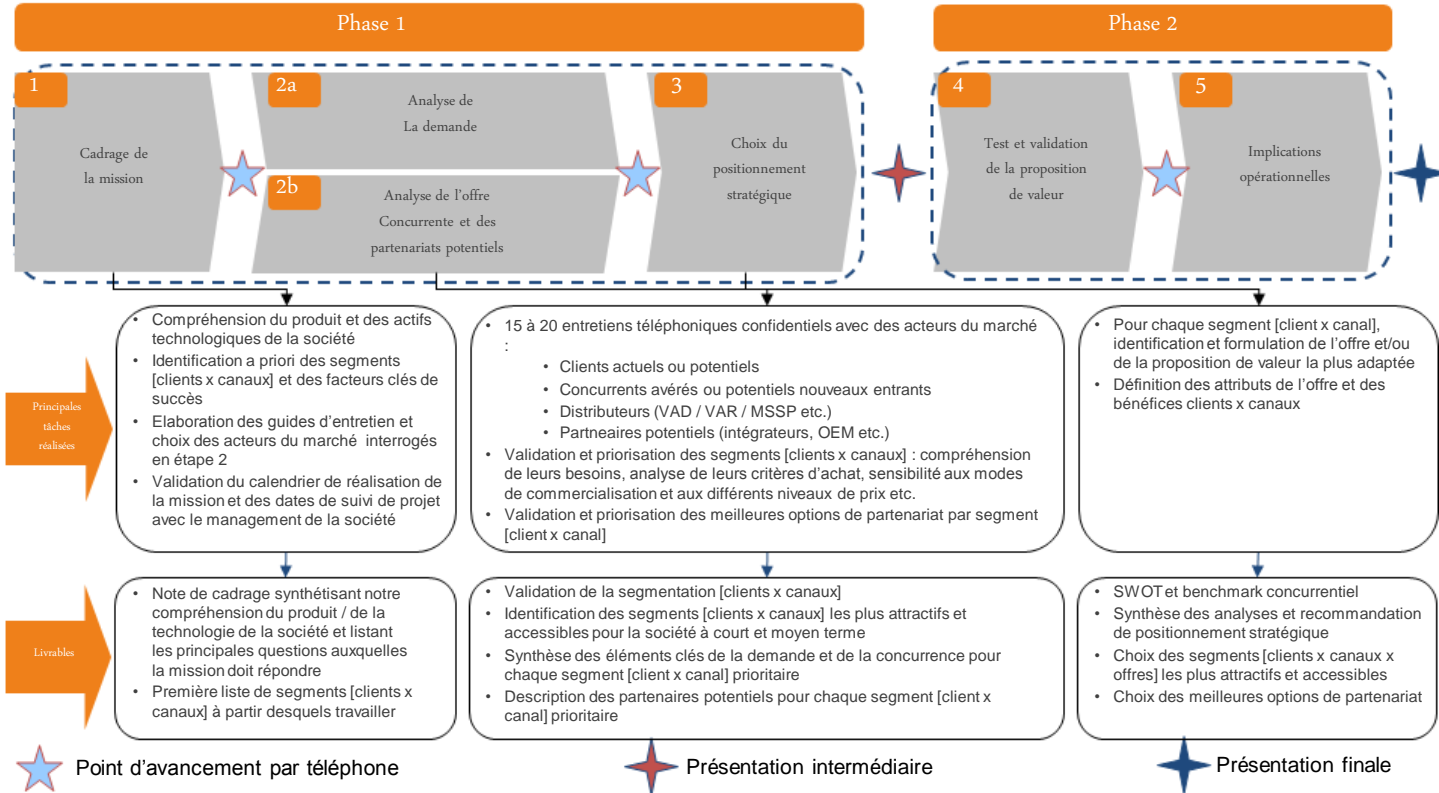 Phase 1
Phase 2
1
Cadrage de
la mission
2a
Analyse de
La demande
2b
Analyse de l'offre
Concurrente et des
partenariats potentiels
3
Choix du
positionnement
stratégique
4
Test et validation
de la proposition
de valeur
5
Implications
opérationnelles
Principales
tâches
réalisées
• Compréhension du produit et des actifs
technologiques de la société
• Identification a priori des segments
[clients x canaux] et des facteurs clés de
succès
• Elaboration des guides d'entretien et
choix des acteurs du marché interrogés
en étape 2
• Validation du calendrier de réalisation de
la mission et des dates de suivi de projet
avec le management de la société
• 15 à 20 entretiens téléphoniques confidentiels avec des acteurs du marché
:
• Clients actuels ou potentiels
• Concurrents avérés ou potentiels nouveaux entrants
• Distributeurs (VAD / VAR / MSSP etc.)
• Partneaires potentiels (intégrateurs, OEM etc.)
• Validation et priorisation des segments [clients x canaux] : compréhension
de leurs besoins, analyse de leurs critères d'achat, sensibilité aux modes
de commercialisation et aux différents niveaux de prix etc.
• Validation et priorisation des meilleures options de partenariat par segment
[client x canal]
• Pour chaque segment [client x canal],
identification et formulation de l'offre et/ou
de la proposition de valeur la plus adaptée
• Définition des attributs de l'offre et des
bénéfices clients x canaux
Livrables
• Note de cadrage synthétisant notre
compréhension du produit / de la
technologie de la société et listant
les principales questions auxquelles
la mission doit répondre
• Première liste de segments [clients x
canaux] à partir desquels travailler
• Validation de la segmentation [clients x canaux]
• Identification des segments [clients x canaux] les plus attractifs et
accessibles pour la société à court et moyen terme
• Synthèse des éléments clés de la demande et de la concurrence pour
chaque segment [client x canal] prioritaire
• Description des partenaires potentiels pour chaque segment [client x
canal] prioritaire
• SWOT et benchmark concurrentiel
• Synthèse des analyses et recommandation
de positionnement stratégique
• Choix des segments [clients x canaux x
offres] les plus attractifs et accessibles
• Choix des meilleures options de partenariat
Point d'avancement par téléphone
Présentation intermédiaire
Présentation finale